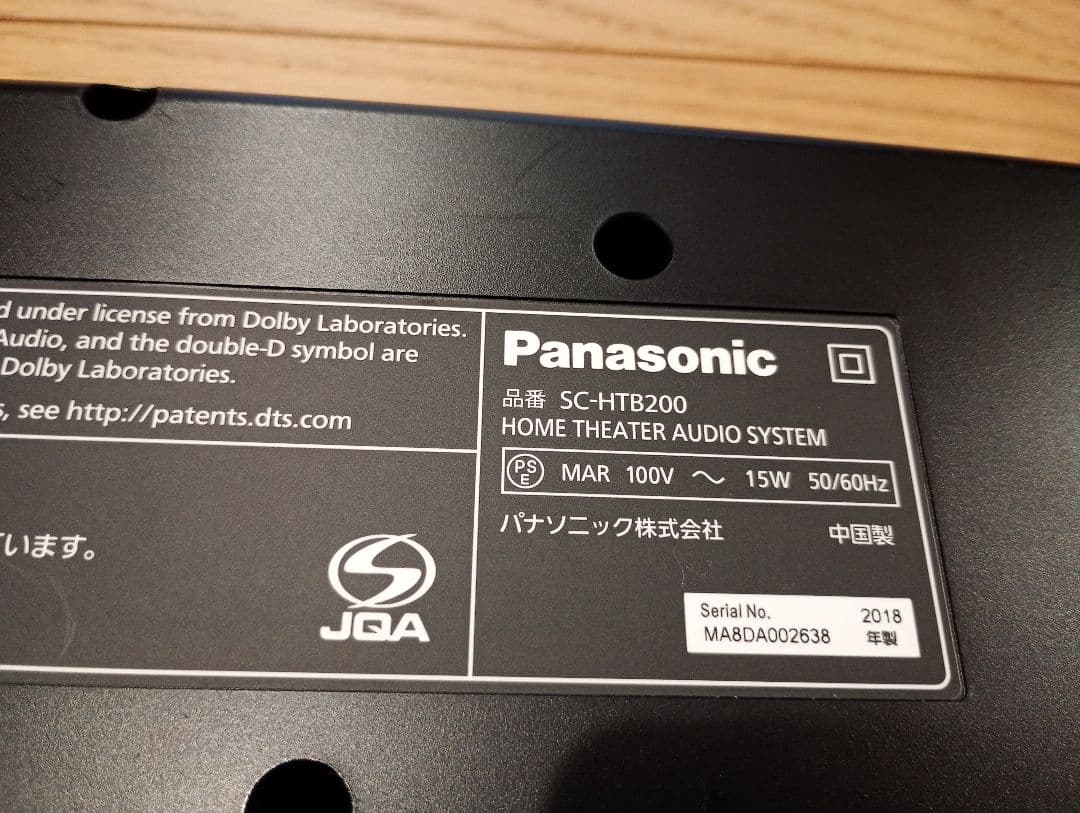 d under license from Dolby Laboratories.
Audio, and the double-D symbol are
Dolby Laboratories.
s, see http://patents.dts.com
ています。
JQA
Panasonic
品番 SC-HTB200
HOME THEATER AUDIO SYSTEM
PSE MAR 100V ～ 15W 50/60Hz
パナソニック株式会社 中国製
Serial No. 2018
MA8DA002638 年製